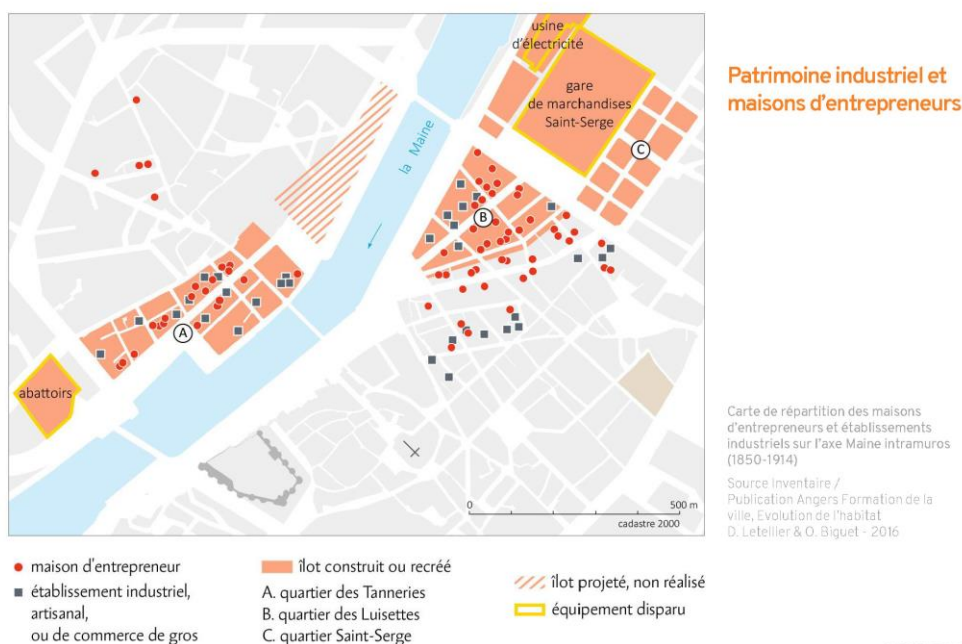 usine
d'électricité
gare
de marchandises
Saint-Serge
la Maine
C
B
A
abattoirs
0
500 m
cadastre 2000
Patrimoine industriel et
maisons d'entrepreneurs
Carte de répartition des maisons
d'entrepreneurs et établissements
industriels sur l'axe Maine intramuros
(1850-1914)
Source Inventaire /
Publication Angers Formation de la
ville, Evolution de l'habitat
D. Letellier & O. Biguet - 2016
maison d'entrepreneur
établissement industriel,
artisanal,
ou de commerce de gros
îlot construit ou recréé
A. quartier des Tanneries
B. quartier des Luisettes
C. quartier Saint-Serge
îlot projeté, non réalisé
équipement disparu